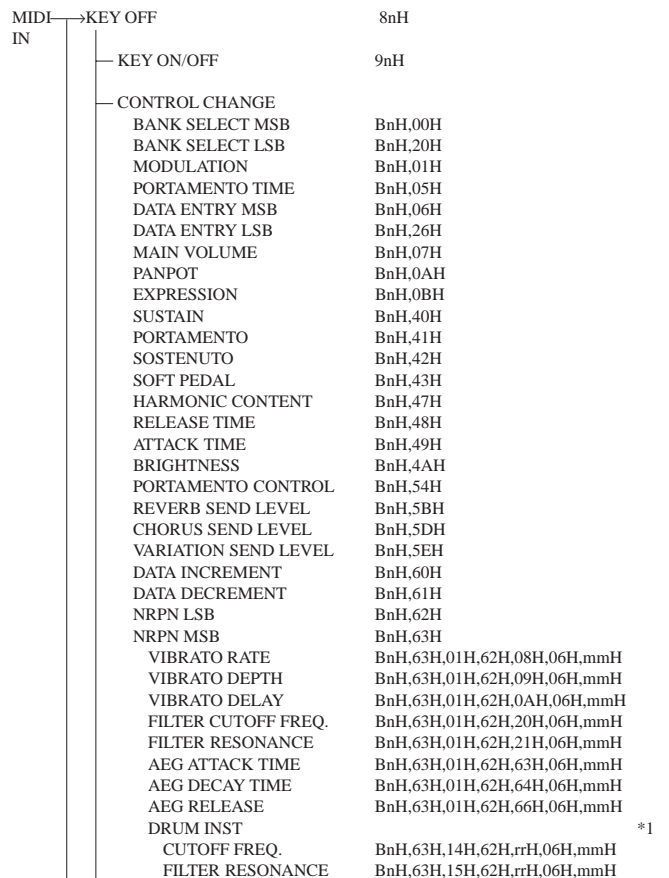 MIDI→KEY OFF 8nH
IN
KEY ON/OFF 9nH
CONTROL CHANGE
BANK SELECT MSB BnH,00H
BANK SELECT LSB BnH,20H
MODULATION BnH,01H
PORTAMENTO TIME BnH,05H
DATA ENTRY MSB BnH,06H
DATA ENTRY LSB BnH,26H
MAIN VOLUME BnH,07H
PANPOT BnH,0AH
EXPRESSION BnH,0BH
SUSTAIN BnH,40H
PORTAMENTO BnH,41H
SOSTENUTO BnH,42H
SOFT PEDAL BnH,43H
HARMONIC CONTENT BnH,47H
RELEASE TIME BnH,48H
ATTACK TIME BnH,49H
BRIGHTNESS BnH,4AH
PORTAMENTO CONTROL BnH,54H
REVERB SEND LEVEL BnH,5BH
CHORUS SEND LEVEL BnH,5DH
VARIATION SEND LEVEL BnH,5EH
DATA INCREMENT BnH,60H
DATA DECREMENT BnH,61H
NRPN LSB BnH,62H
NRPN MSB BnH,63H
VIBRATO RATE BnH,63H,01H,62H,08H,06H,mmH
VIBRATO DEPTH BnH,63H,01H,62H,09H,06H,mmH
VIBRATO DELAY BnH,63H,01H,62H,0AH,06H,mmH
FILTER CUTOFF FREQ. BnH,63H,01H,62H,20H,06H,mmH
FILTER RESONANCE BnH,63H,01H,62H,21H,06H,mmH
AEG ATTACK TIME BnH,63H,01H,62H,63H,06H,mmH
AEG DECAY TIME BnH,63H,01H,62H,64H,06H,mmH
AEG RELEASE BnH,63H,01H,62H,66H,06H,mmH
DRUM INST *1
CUTOFF FREQ. BnH,63H,14H,62H,rrH,06H,mmH
FILTER RESONANCE BnH,63H,15H,62H,rrH,06H,mmH